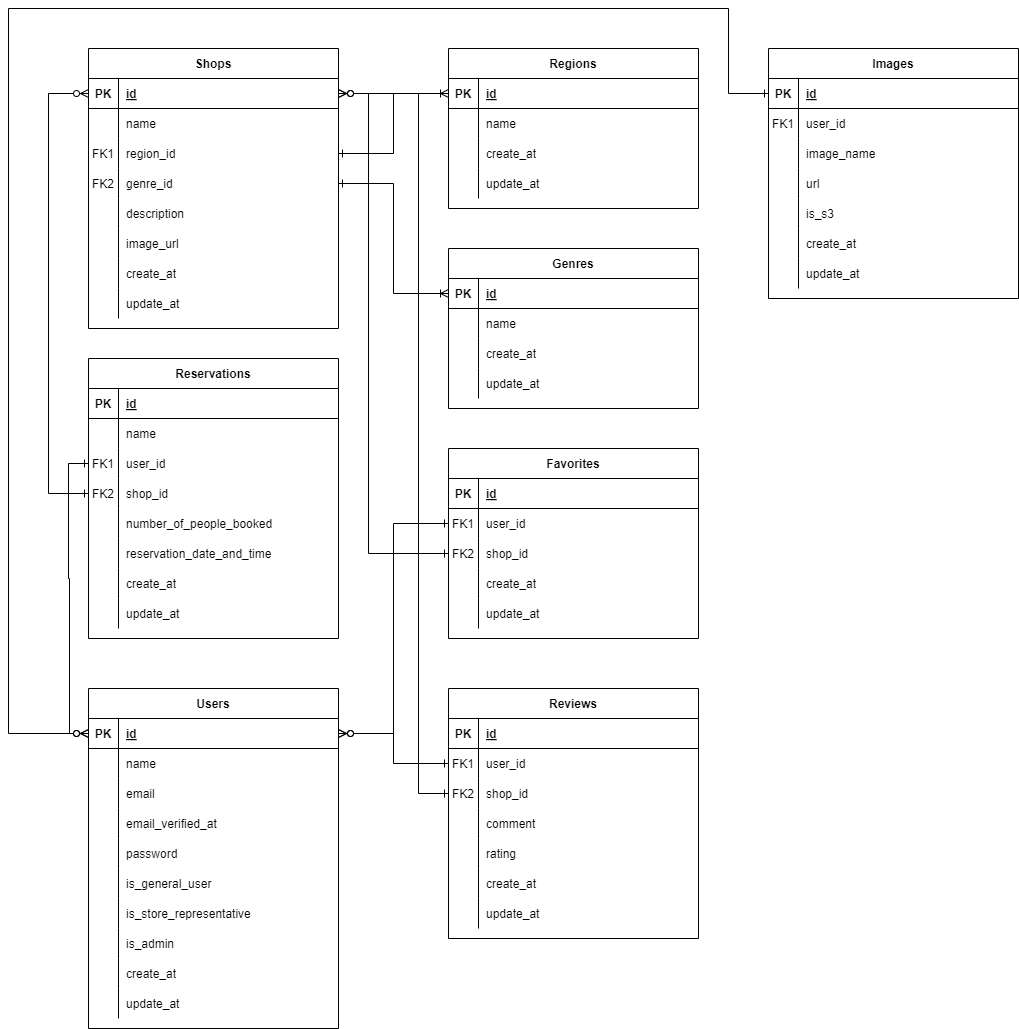 Shops
PK id
name
FK1 region_id
FK2 genre_id
description
image_url
create_at
update_at
Regions
PK id
name
create_at
update_at
Images
PK id
FK1 user_id
image_name
url
is_s3
create_at
update_at
Genres
PK id
name
create_at
update_at
Reservations
PK id
name
FK1 user_id
FK2 shop_id
number_of_people_booked
reservation_date_and_time
create_at
update_at
Favorites
PK id
FK1 user_id
FK2 shop_id
create_at
update_at
Users
PK id
name
email
email_verified_at
password
is_general_user
is_store_representative
is_admin
create_at
update_at
Reviews
PK id
FK1 user_id
FK2 shop_id
comment
rating
create_at
update_at